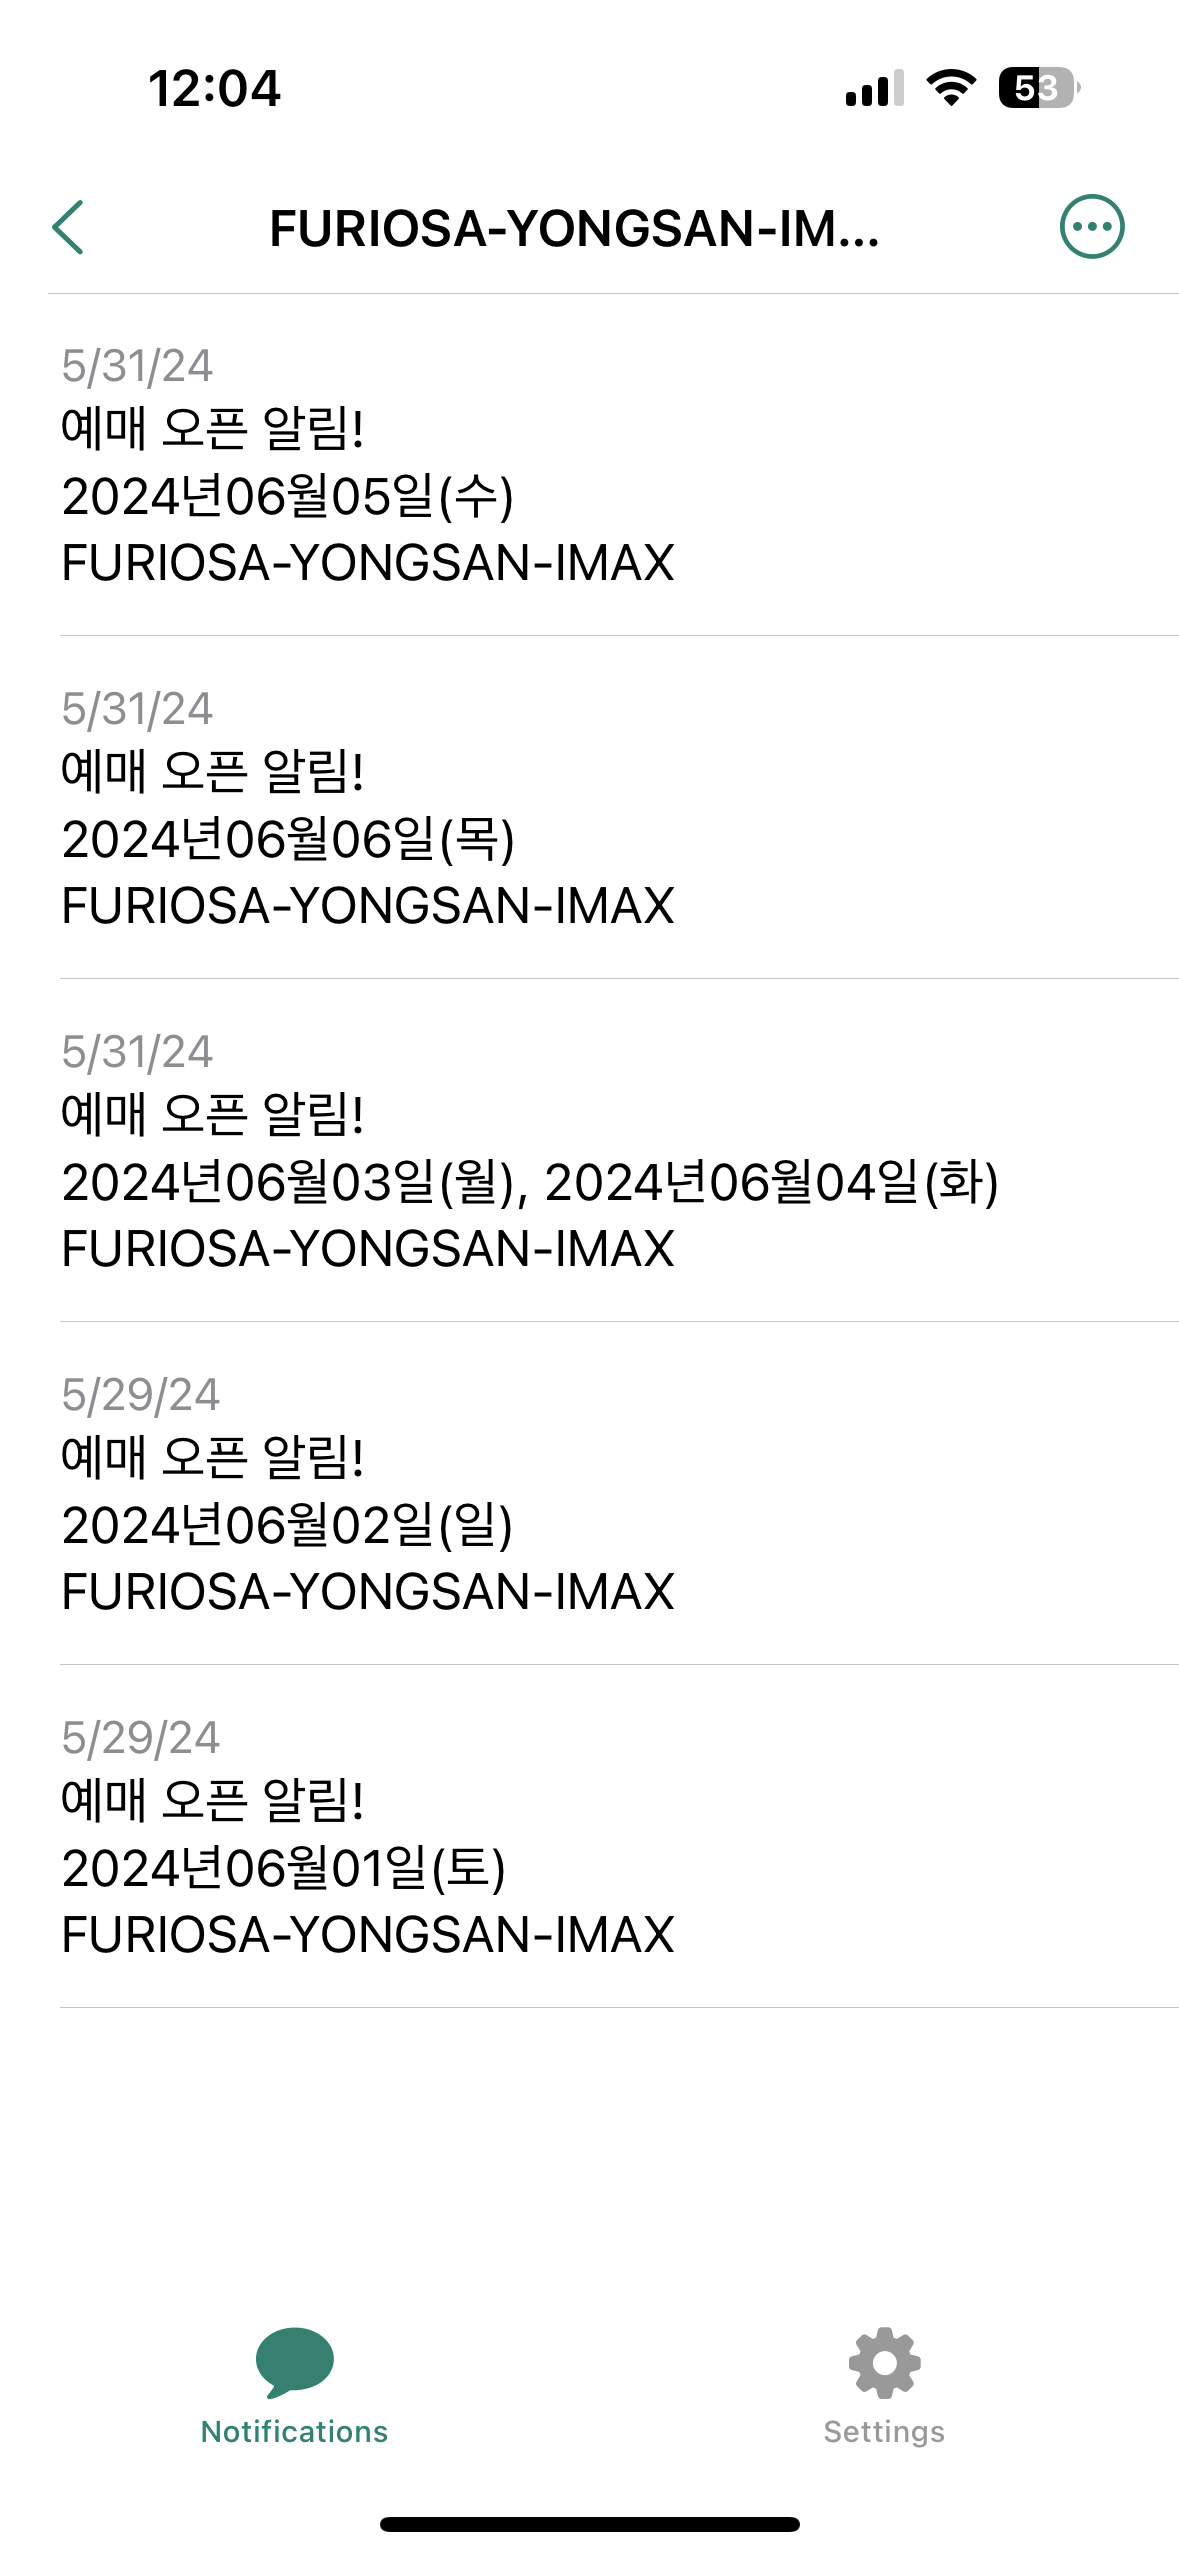 12:04
53
FURIOSA-YONGSAN-IM...
5/31/24
예매 오픈 알림!
2024년06월05일(수)
FURIOSA-YONGSAN-IMAX
5/31/24
예매 오픈 알림!
2024년06월06일(목)
FURIOSA-YONGSAN-IMAX
5/31/24
예매 오픈 알림!
2024년06월03일(월), 2024년06월04일(화)
FURIOSA-YONGSAN-IMAX
5/29/24
예매 오픈 알림!
2024년06월02일(일)
FURIOSA-YONGSAN-IMAX
5/29/24
예매 오픈 알림!
2024년06월01일(토)
FURIOSA-YONGSAN-IMAX
Notifications
Settings